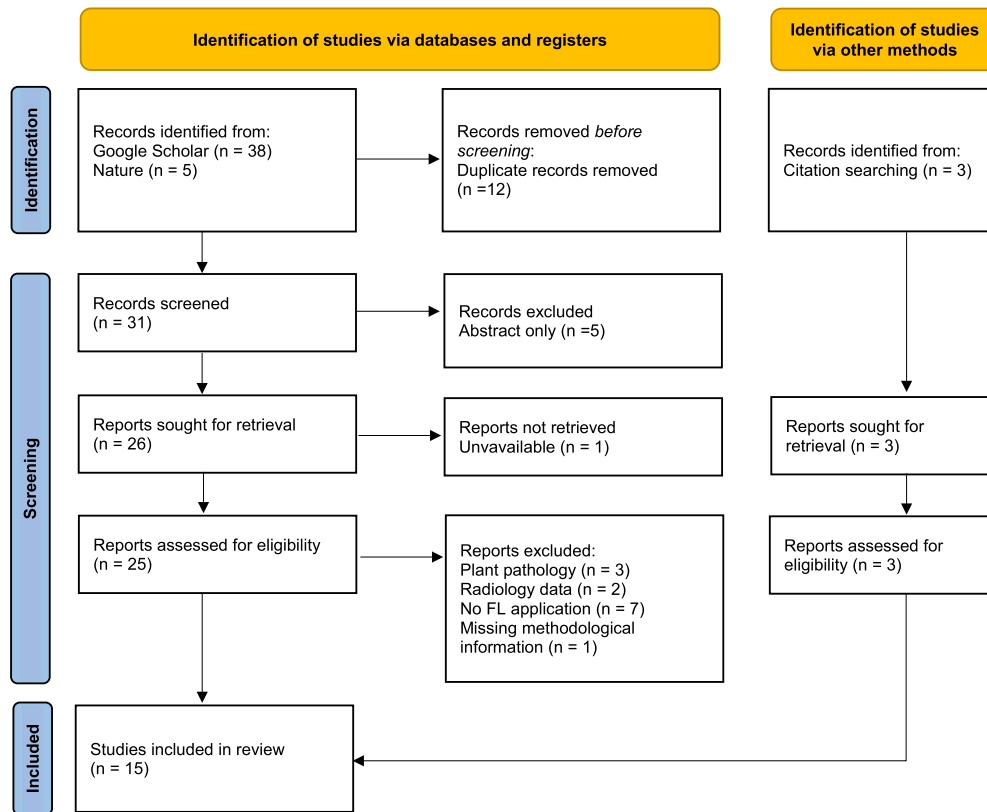 Identification of studies via databases and registers
Identification of studies
via other methods
Identification
Records identified from:
Google Scholar (n = 38)
Nature (n = 5)
Records removed before
screening:
Duplicate records removed
(n =12)
Records identified from:
Citation searching (n = 3)
Screening
Records screened
(n = 31)
Records excluded
Abstract only (n =5)
Reports sought for retrieval
(n = 26)
Reports not retrieved
Unvavailable (n = 1)
Reports sought for
retrieval (n = 3)
Reports assessed for eligibility
(n = 25)
Reports excluded:
Plant pathology (n = 3)
Radiology data (n = 2)
No FL application (n = 7)
Missing methodological
information (n = 1)
Reports assessed for
eligibility (n = 3)
Included
Studies included in review
(n = 15)